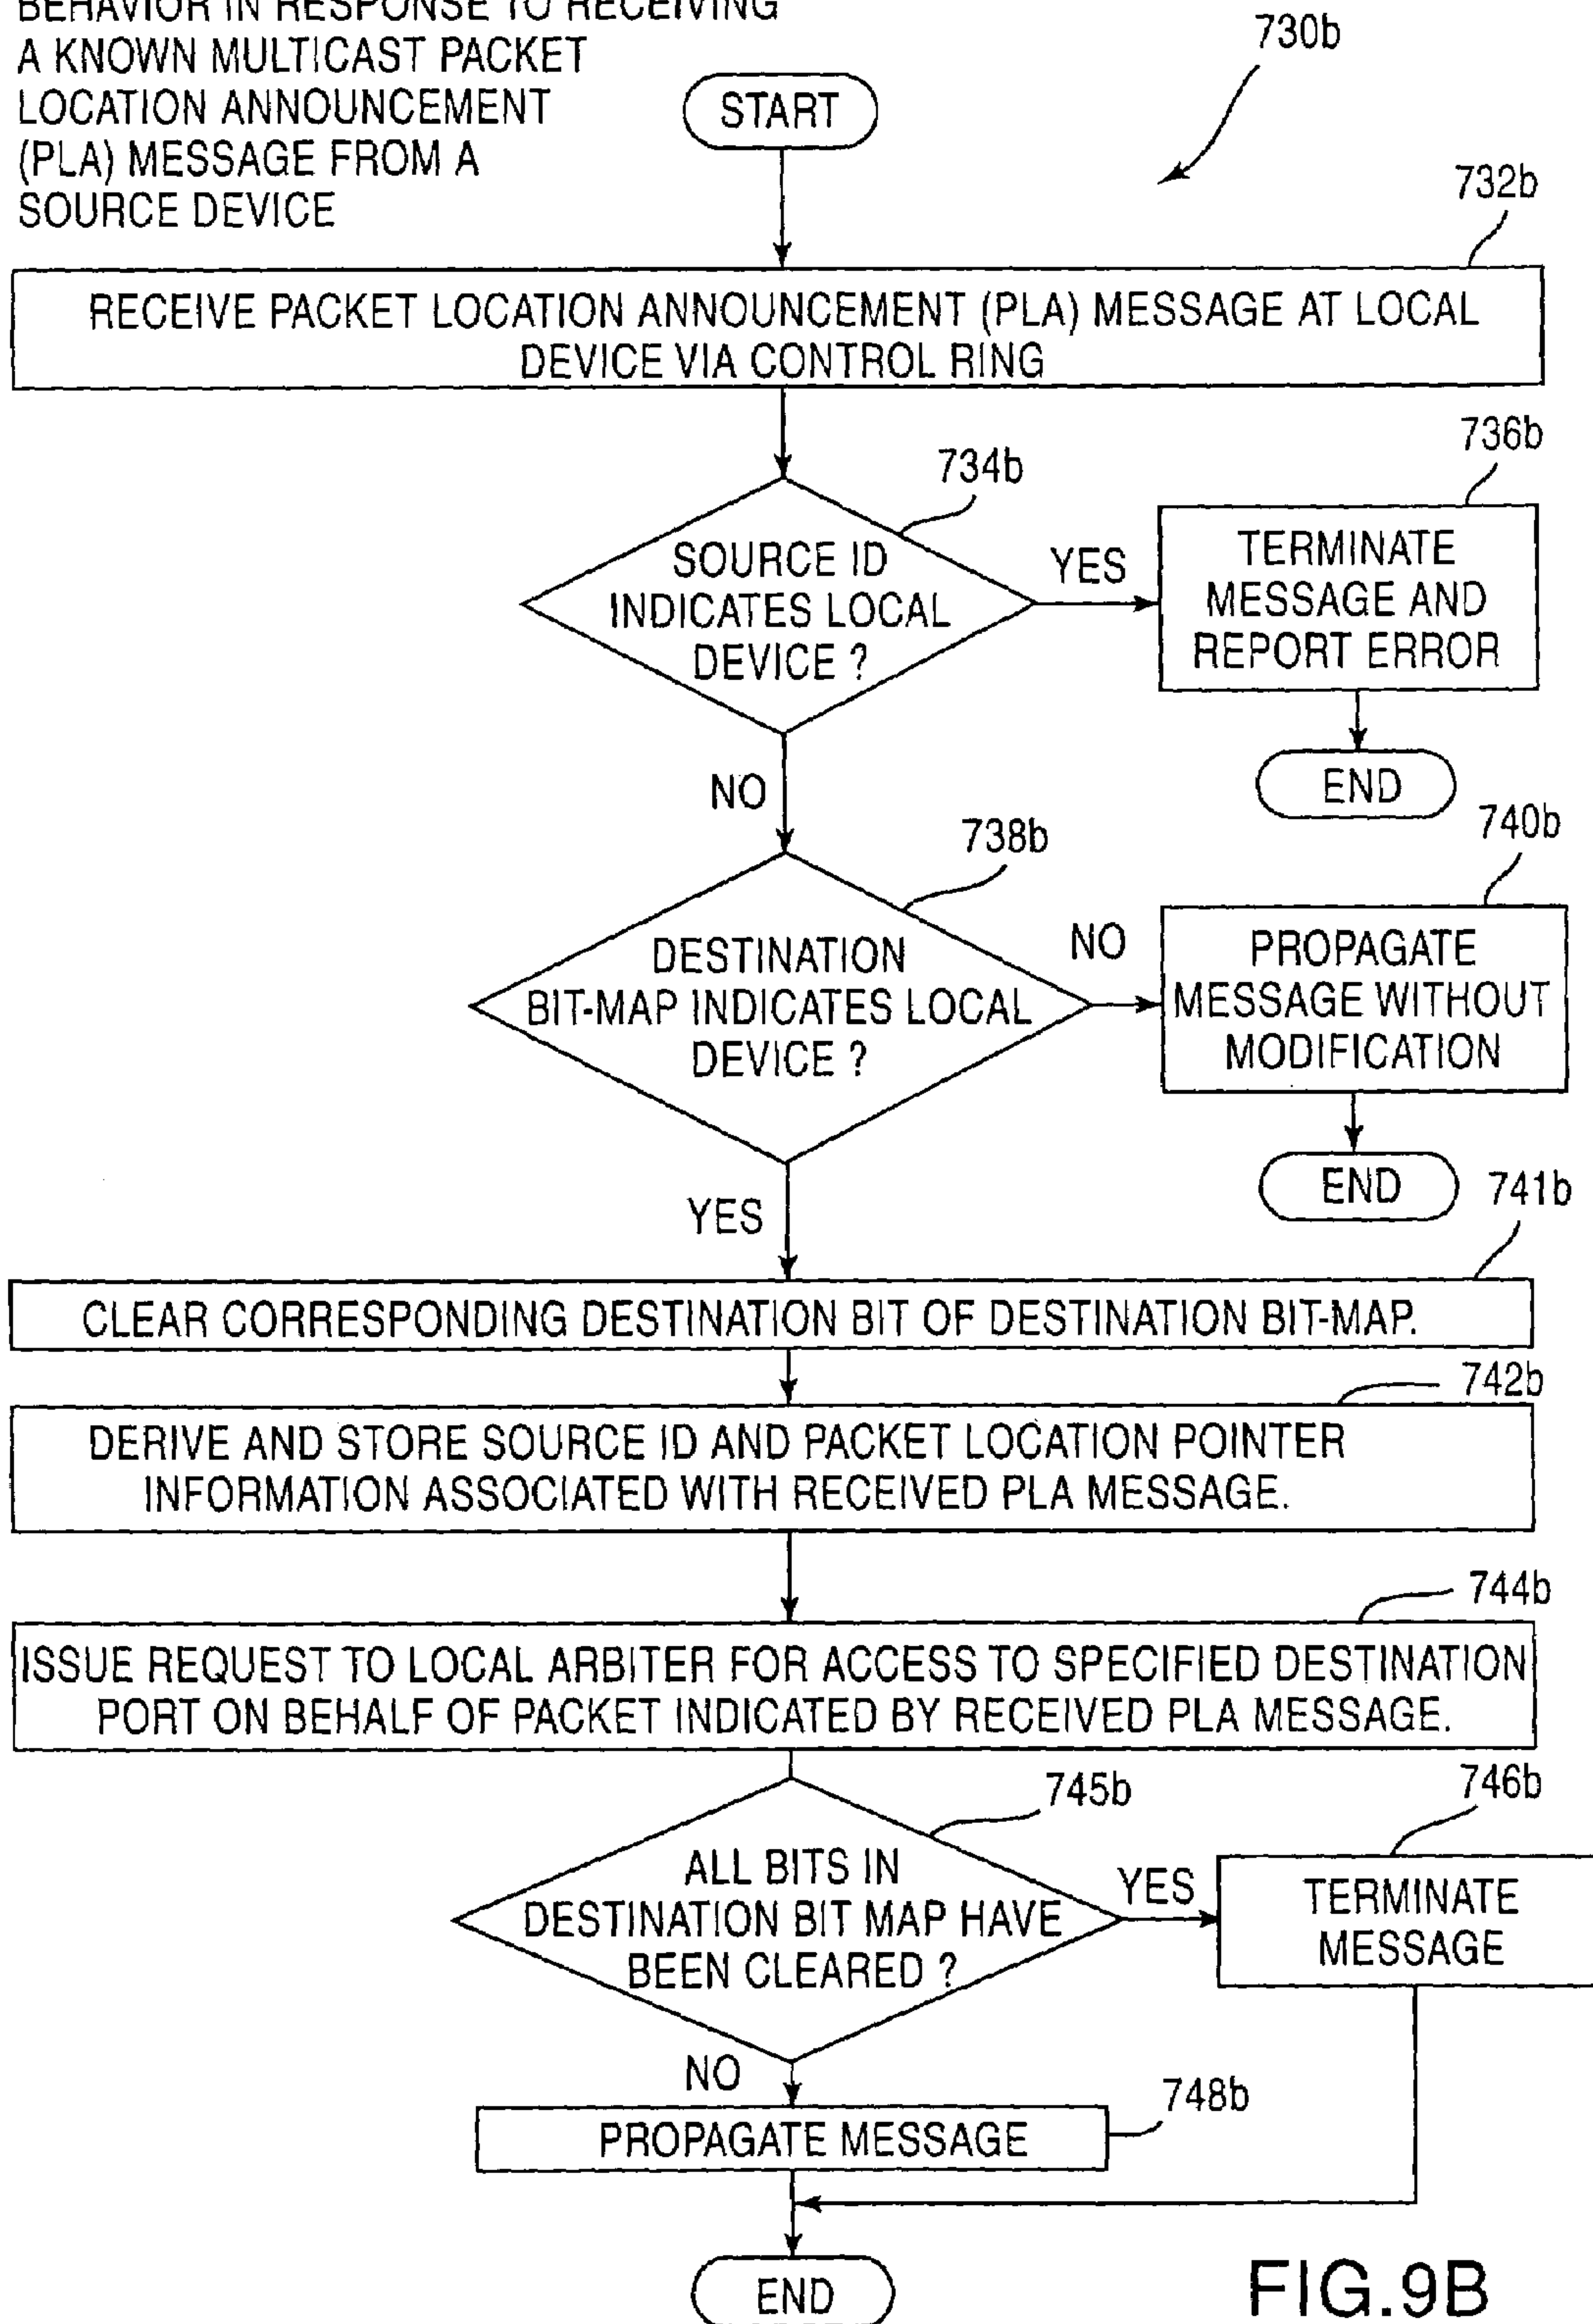 BEHAVIOR IN RESPONSE TO RECEIVING
A KNOWN MULTICAST PACKET
LOCATION ANNOUNCEMENT
(PLA) MESSAGE FROM A
SOURCE DEVICE
730b
START
732b
RECEIVE PACKET LOCATION ANNOUNCEMENT (PLA) MESSAGE AT LOCAL
DEVICE VIA CONTROL RING
734b
736b
SOURCE ID
INDICATES LOCAL
DEVICE ?
YES
TERMINATE
MESSAGE AND
REPORT ERROR
END
NO
738b
740b
DESTINATION
BIT-MAP INDICATES LOCAL
DEVICE ?
NO
PROPAGATE
MESSAGE WITHOUT
MODIFICATION
END
YES
741b
CLEAR CORRESPONDING DESTINATION BIT OF DESTINATION BIT-MAP.
742b
DERIVE AND STORE SOURCE ID AND PACKET LOCATION POINTER
INFORMATION ASSOCIATED WITH RECEIVED PLA MESSAGE.
744b
ISSUE REQUEST TO LOCAL ARBITER FOR ACCESS TO SPECIFIED DESTINATION
PORT ON BEHALF OF PACKET INDICATED BY RECEIVED PLA MESSAGE.
745b
746b
ALL BITS IN
DESTINATION BIT MAP HAVE
BEEN CLEARED ?
YES
TERMINATE
MESSAGE
NO
748b
PROPAGATE MESSAGE
END
FIG.9B